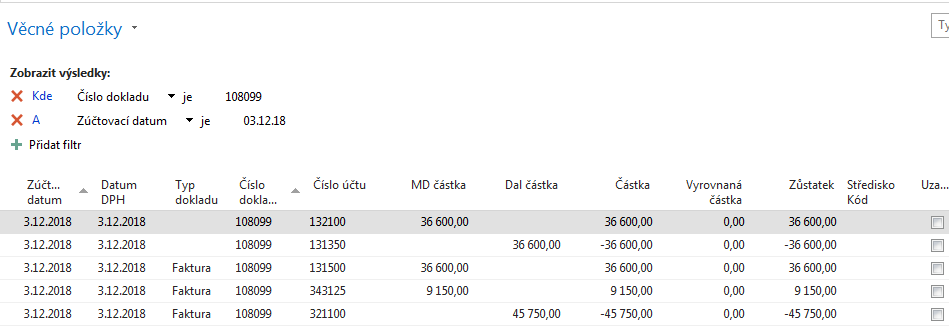 Věcné položky
Ty
Zobrazit výsledky:
Kde Číslo dokladu je 108099
A Zúčtovací datum je 03.12.18
Přidat filtr
Zúčt... datum Datum DPH Typ dokladu Číslo dokla... Číslo účtu MD částka Dal částka Částka Vyrovnaná částka Zůstatek Středisko Kód Uza...
3.12.2018 3.12.2018 108099 132100 36 600,00 36 600,00 0,00 36 600,00
3.12.2018 3.12.2018 108099 131350 36 600,00 -36 600,00 0,00 -36 600,00
3.12.2018 3.12.2018 Faktura 108099 131500 36 600,00 36 600,00 0,00 36 600,00
3.12.2018 3.12.2018 Faktura 108099 343125 9 150,00 9 150,00 0,00 9 150,00
3.12.2018 3.12.2018 Faktura 108099 321100 45 750,00 -45 750,00 0,00 -45 750,00